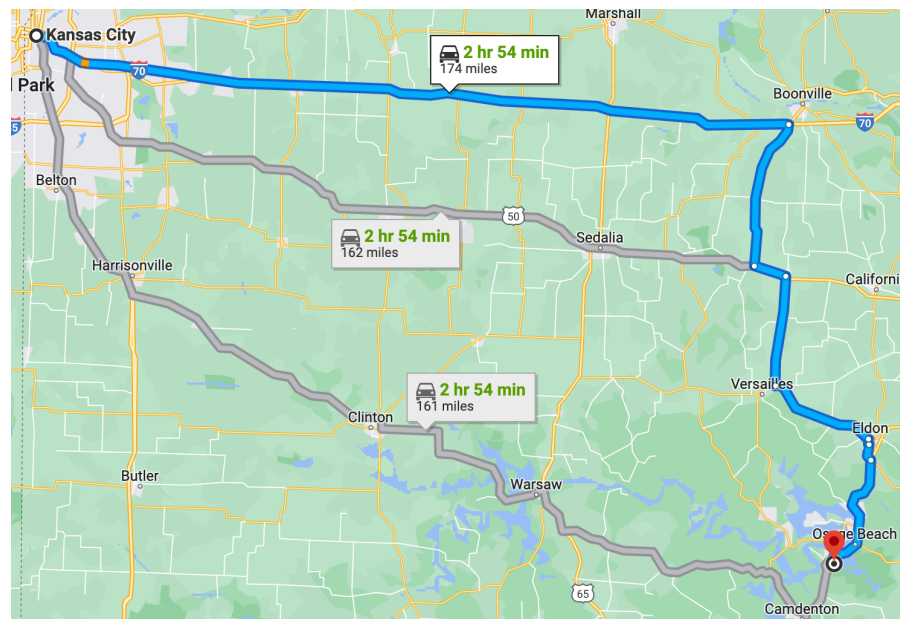 Marshall
Kansas City
2 hr 54 min
174 miles
70
l Park
Boonville
70
5
Belton
50
2 hr 54 min
162 miles
Sedalia
Harrisonville
Californi
Versailles
2 hr 54 min
161 miles
Clinton
Eldon
Butler
Warsaw
Osage Beach
65
Camdenton